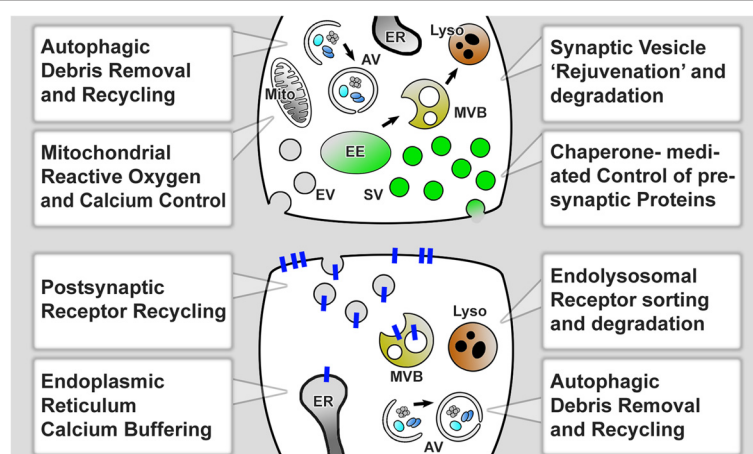 Autophagic
Debris Removal
and Recycling
Mitochondrial
Reactive Oxygen
and Calcium Control
ER
Lyso
AV
Mito
MVB
EE
EV
SV
Synaptic Vesicle
‘Rejuvenation’ and
degradation
Chaperone- medi-
ated Control of pre-
synaptic Proteins
Postsynaptic
Receptor Recycling
Endoplasmic
Reticulum
Calcium Buffering
Lyso
MVB
ER
AV
Endolysosomal
Receptor sorting
and degradation
Autophagic
Debris Removal
and Recycling